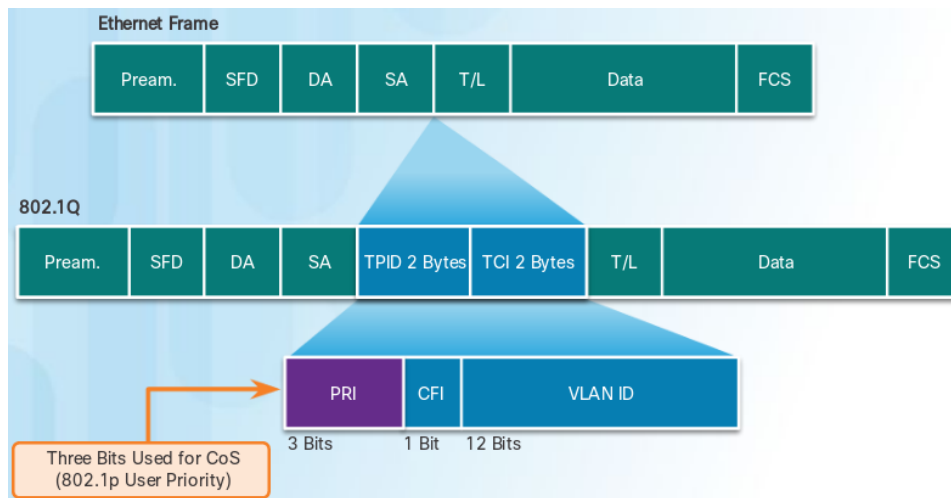 Ethernet Frame
Pream. SFD DA SA T/L Data FCS
802.1Q
Pream. SFD DA SA TPID 2 Bytes TCI 2 Bytes T/L Data FCS
PRI CFI VLAN ID
3 Bits 1 Bit 12 Bits
Three Bits Used for CoS
(802.1p User Priority)